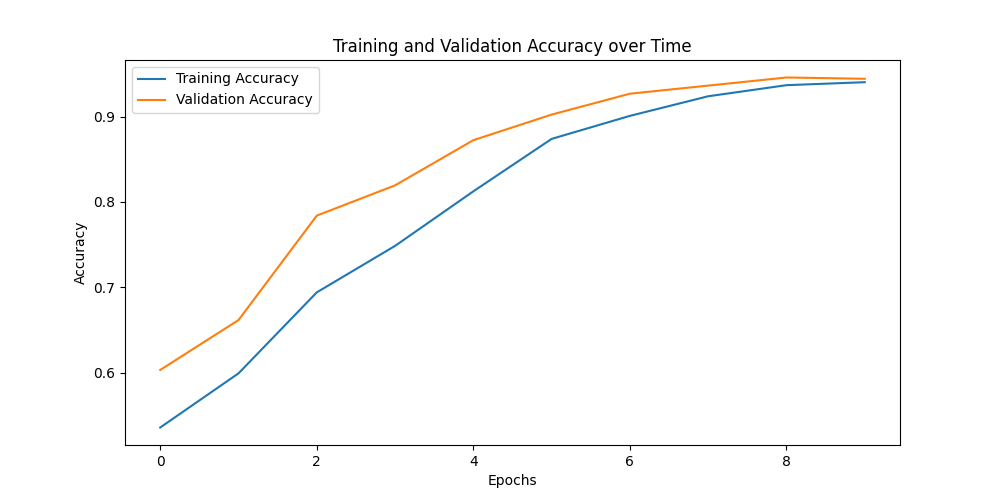 Training and Validation Accuracy over Time
Training Accuracy
Validation Accuracy
0.9
0.8
0.7
0.6
Accuracy
0
2
4
6
8
Epochs